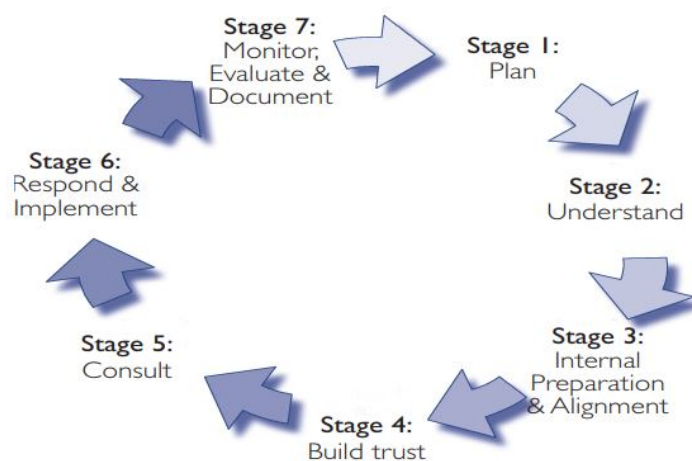 Stage 1:
Plan
Stage 2:
Understand
Stage 3:
Internal
Preparation
& Alignment
Stage 4:
Build trust
Stage 5:
Consult
Stage 6:
Respond &
Implement
Stage 7:
Monitor,
Evaluate &
Document